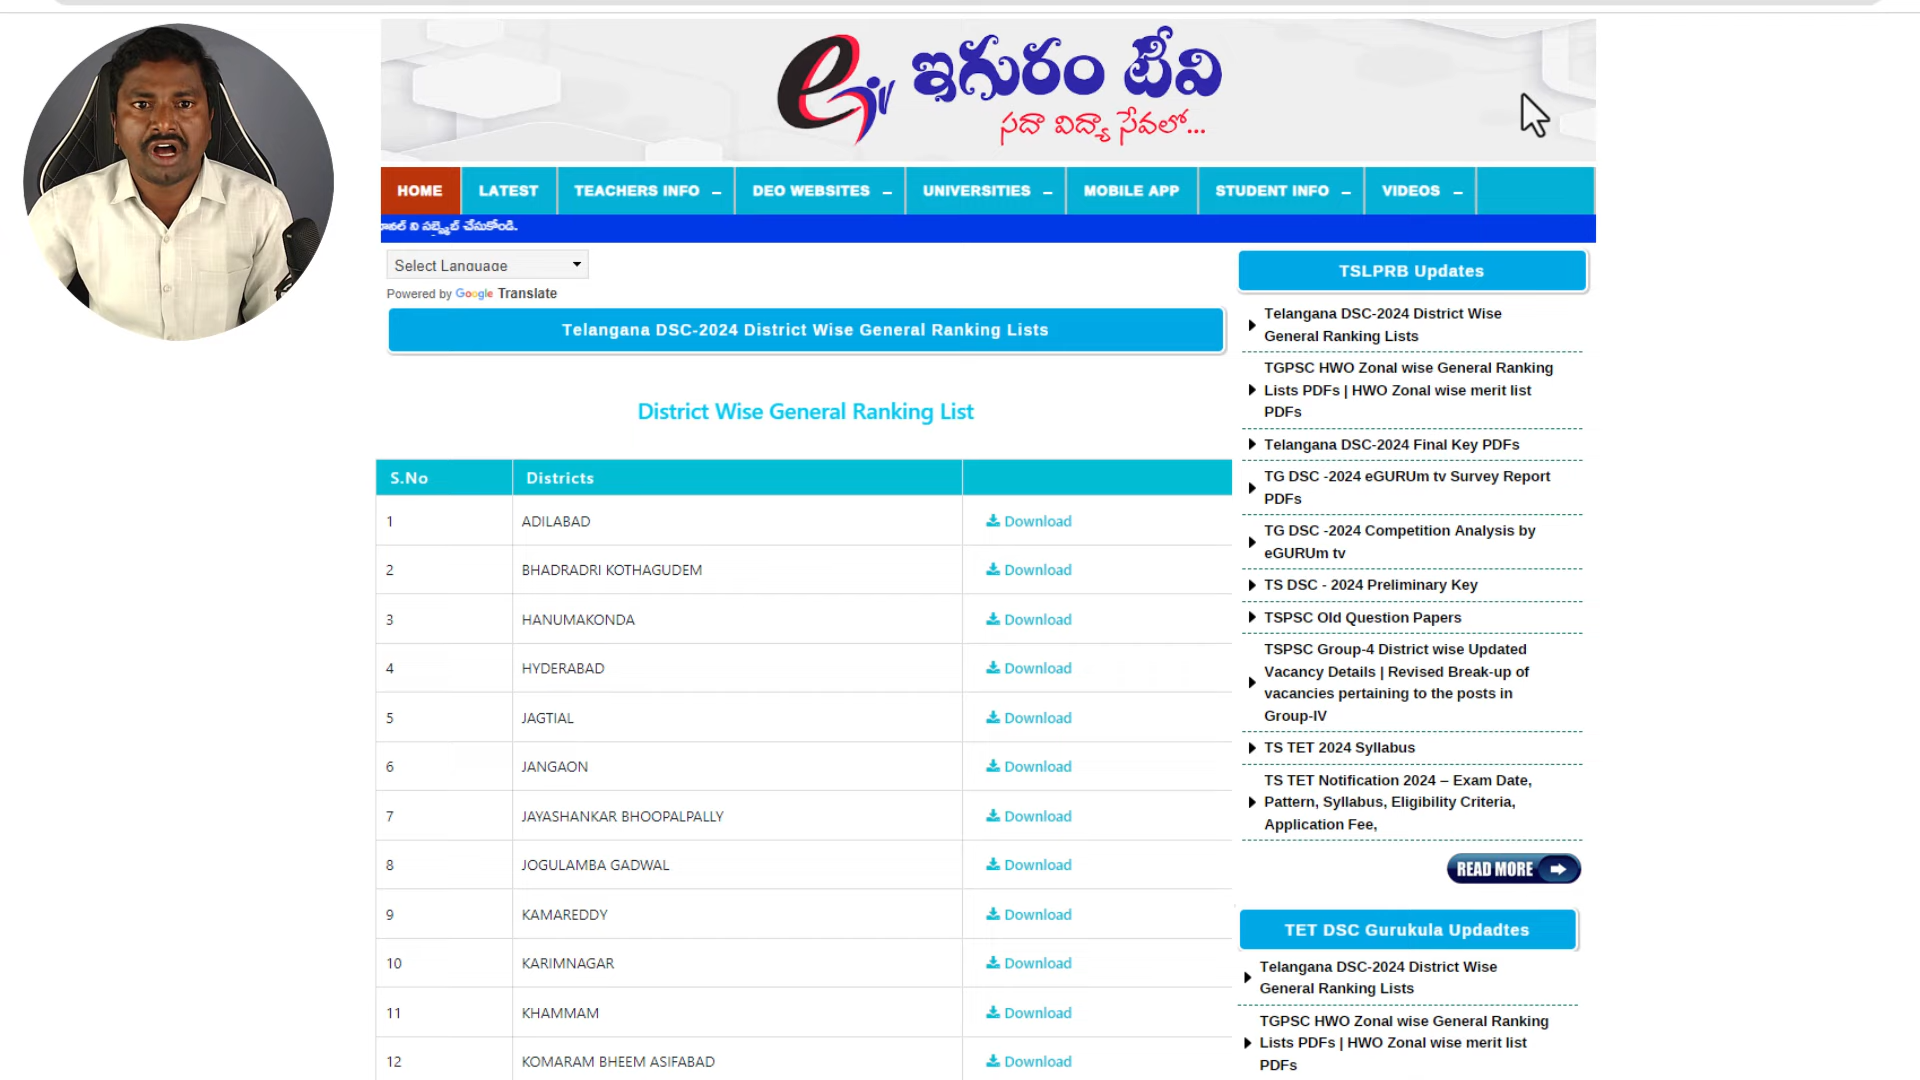 eGtv ఇగురం టీవి
సదా విద్యా సేవలో...
HOME LATEST TEACHERS INFO – DEO WEBSITES – UNIVERSITIES – MOBILE APP STUDENT INFO – VIDEOS –
ని సబ్స్క్రైబ్ చేసుకోండి.
Select Language
Powered by Google Translate
Telangana DSC-2024 District Wise General Ranking Lists
District Wise General Ranking List
S.No Districts
1 ADILABAD Download
2 BHADRADRI KOTHAGUDEM Download
3 HANUMAKONDA Download
4 HYDERABAD Download
5 JAGTIAL Download
6 JANGAON Download
7 JAYASHANKAR BHOOPALPALLY Download
8 JOGULAMBA GADWAL Download
9 KAMAREDDY Download
10 KARIMNAGAR Download
11 KHAMMAM Download
12 KOMARAM BHEEM ASIFABAD Download
TSLPRB Updates
Telangana DSC-2024 District Wise
General Ranking Lists
TGPSC HWO Zonal wise General Ranking
Lists PDFs | HWO Zonal wise merit list
PDFs
Telangana DSC-2024 Final Key PDFs
TG DSC -2024 eGURUm tv Survey Report
PDFs
TG DSC -2024 Competition Analysis by
eGURUm tv
TS DSC - 2024 Preliminary Key
TSPSC Old Question Papers
TSPSC Group-4 District wise Updated
Vacancy Details | Revised Break-up of
vacancies pertaining to the posts in
Group-IV
TS TET 2024 Syllabus
TS TET Notification 2024 – Exam Date,
Pattern, Syllabus, Eligibility Criteria,
Application Fee,
READ MORE
TET DSC Gurukula Updadtes
Telangana DSC-2024 District Wise
General Ranking Lists
TGPSC HWO Zonal wise General Ranking
Lists PDFs | HWO Zonal wise merit list
PDFs